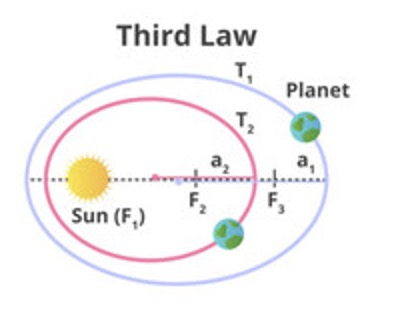 Third Law
T₁
Planet
T₂
a₂
a₁
F₂
F₃
Sun (F₁)